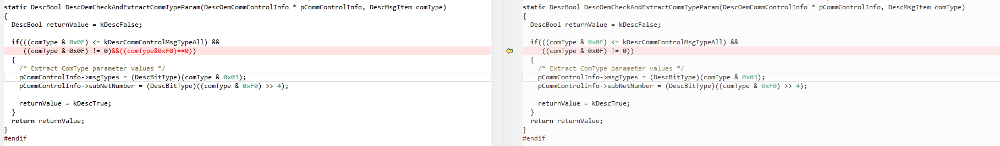 static DescBool DescOemCheckAndExtractCommTypeParam(DescOemCommControlInfo * pCommControlInfo, DescMsgItem comType)
{
  DescBool returnValue = kDescFalse;

  if(((comType & 0x0F) <= kDescCommControlMsgTypeAll) &&
     ((comType & 0x0F) != 0)&&((comType&0xF0)==0))
  {
    /* Extract ComType parameter values */
    pCommControlInfo->msgTypes = (DescBitType)(comType & 0x03);
    pCommControlInfo->subNetNumber = (DescBitType)((comType & 0xF0) >> 4);

    returnValue = kDescTrue;
  }
  return returnValue;
}
#endif
static DescBool DescOemCheckAndExtractCommTypeParam(DescOemCommControlInfo * pCommControlInfo, DescMsgItem comType)
{
  DescBool returnValue = kDescFalse;

  if(((comType & 0x0F) <= kDescCommControlMsgTypeAll) &&
     ((comType & 0x0F) != 0))
  {
    /* Extract ComType parameter values */
    pCommControlInfo->msgTypes = (DescBitType)(comType & 0x03);
    pCommControlInfo->subNetNumber = (DescBitType)((comType & 0xF0) >> 4);

    returnValue = kDescTrue;
  }
  return returnValue;
}
#endif